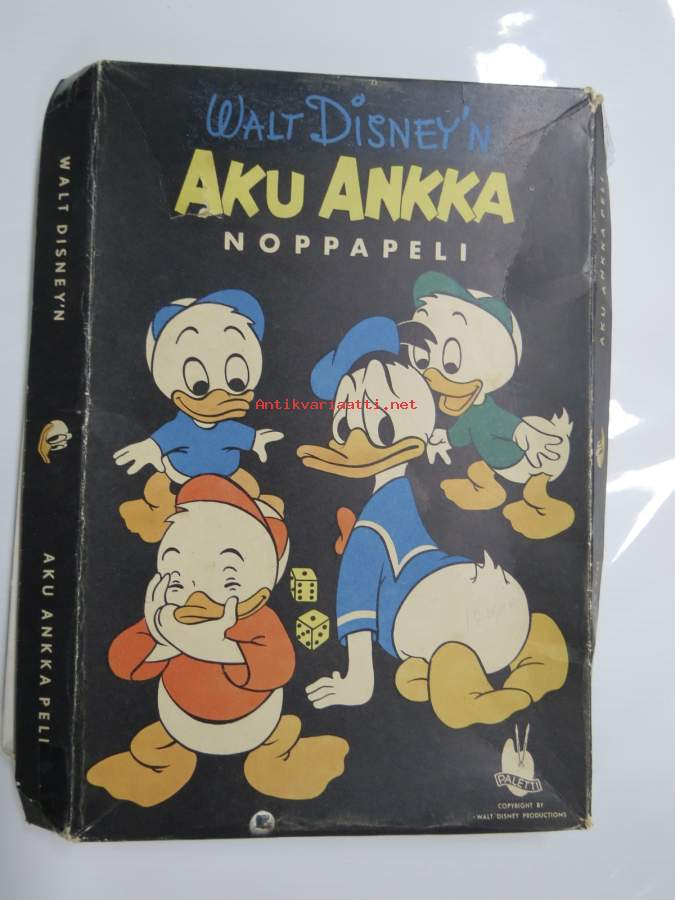 WALT DISNEY'N
AKU ANKKA
NOPPAPELI
WALT DISNEY'N
AKU ANKKA PELI
AKU ANKKA PELI
Antikvariaatti.net
PALETTI
COPYRIGHT BY
WALT DISNEY PRODUCTIONS